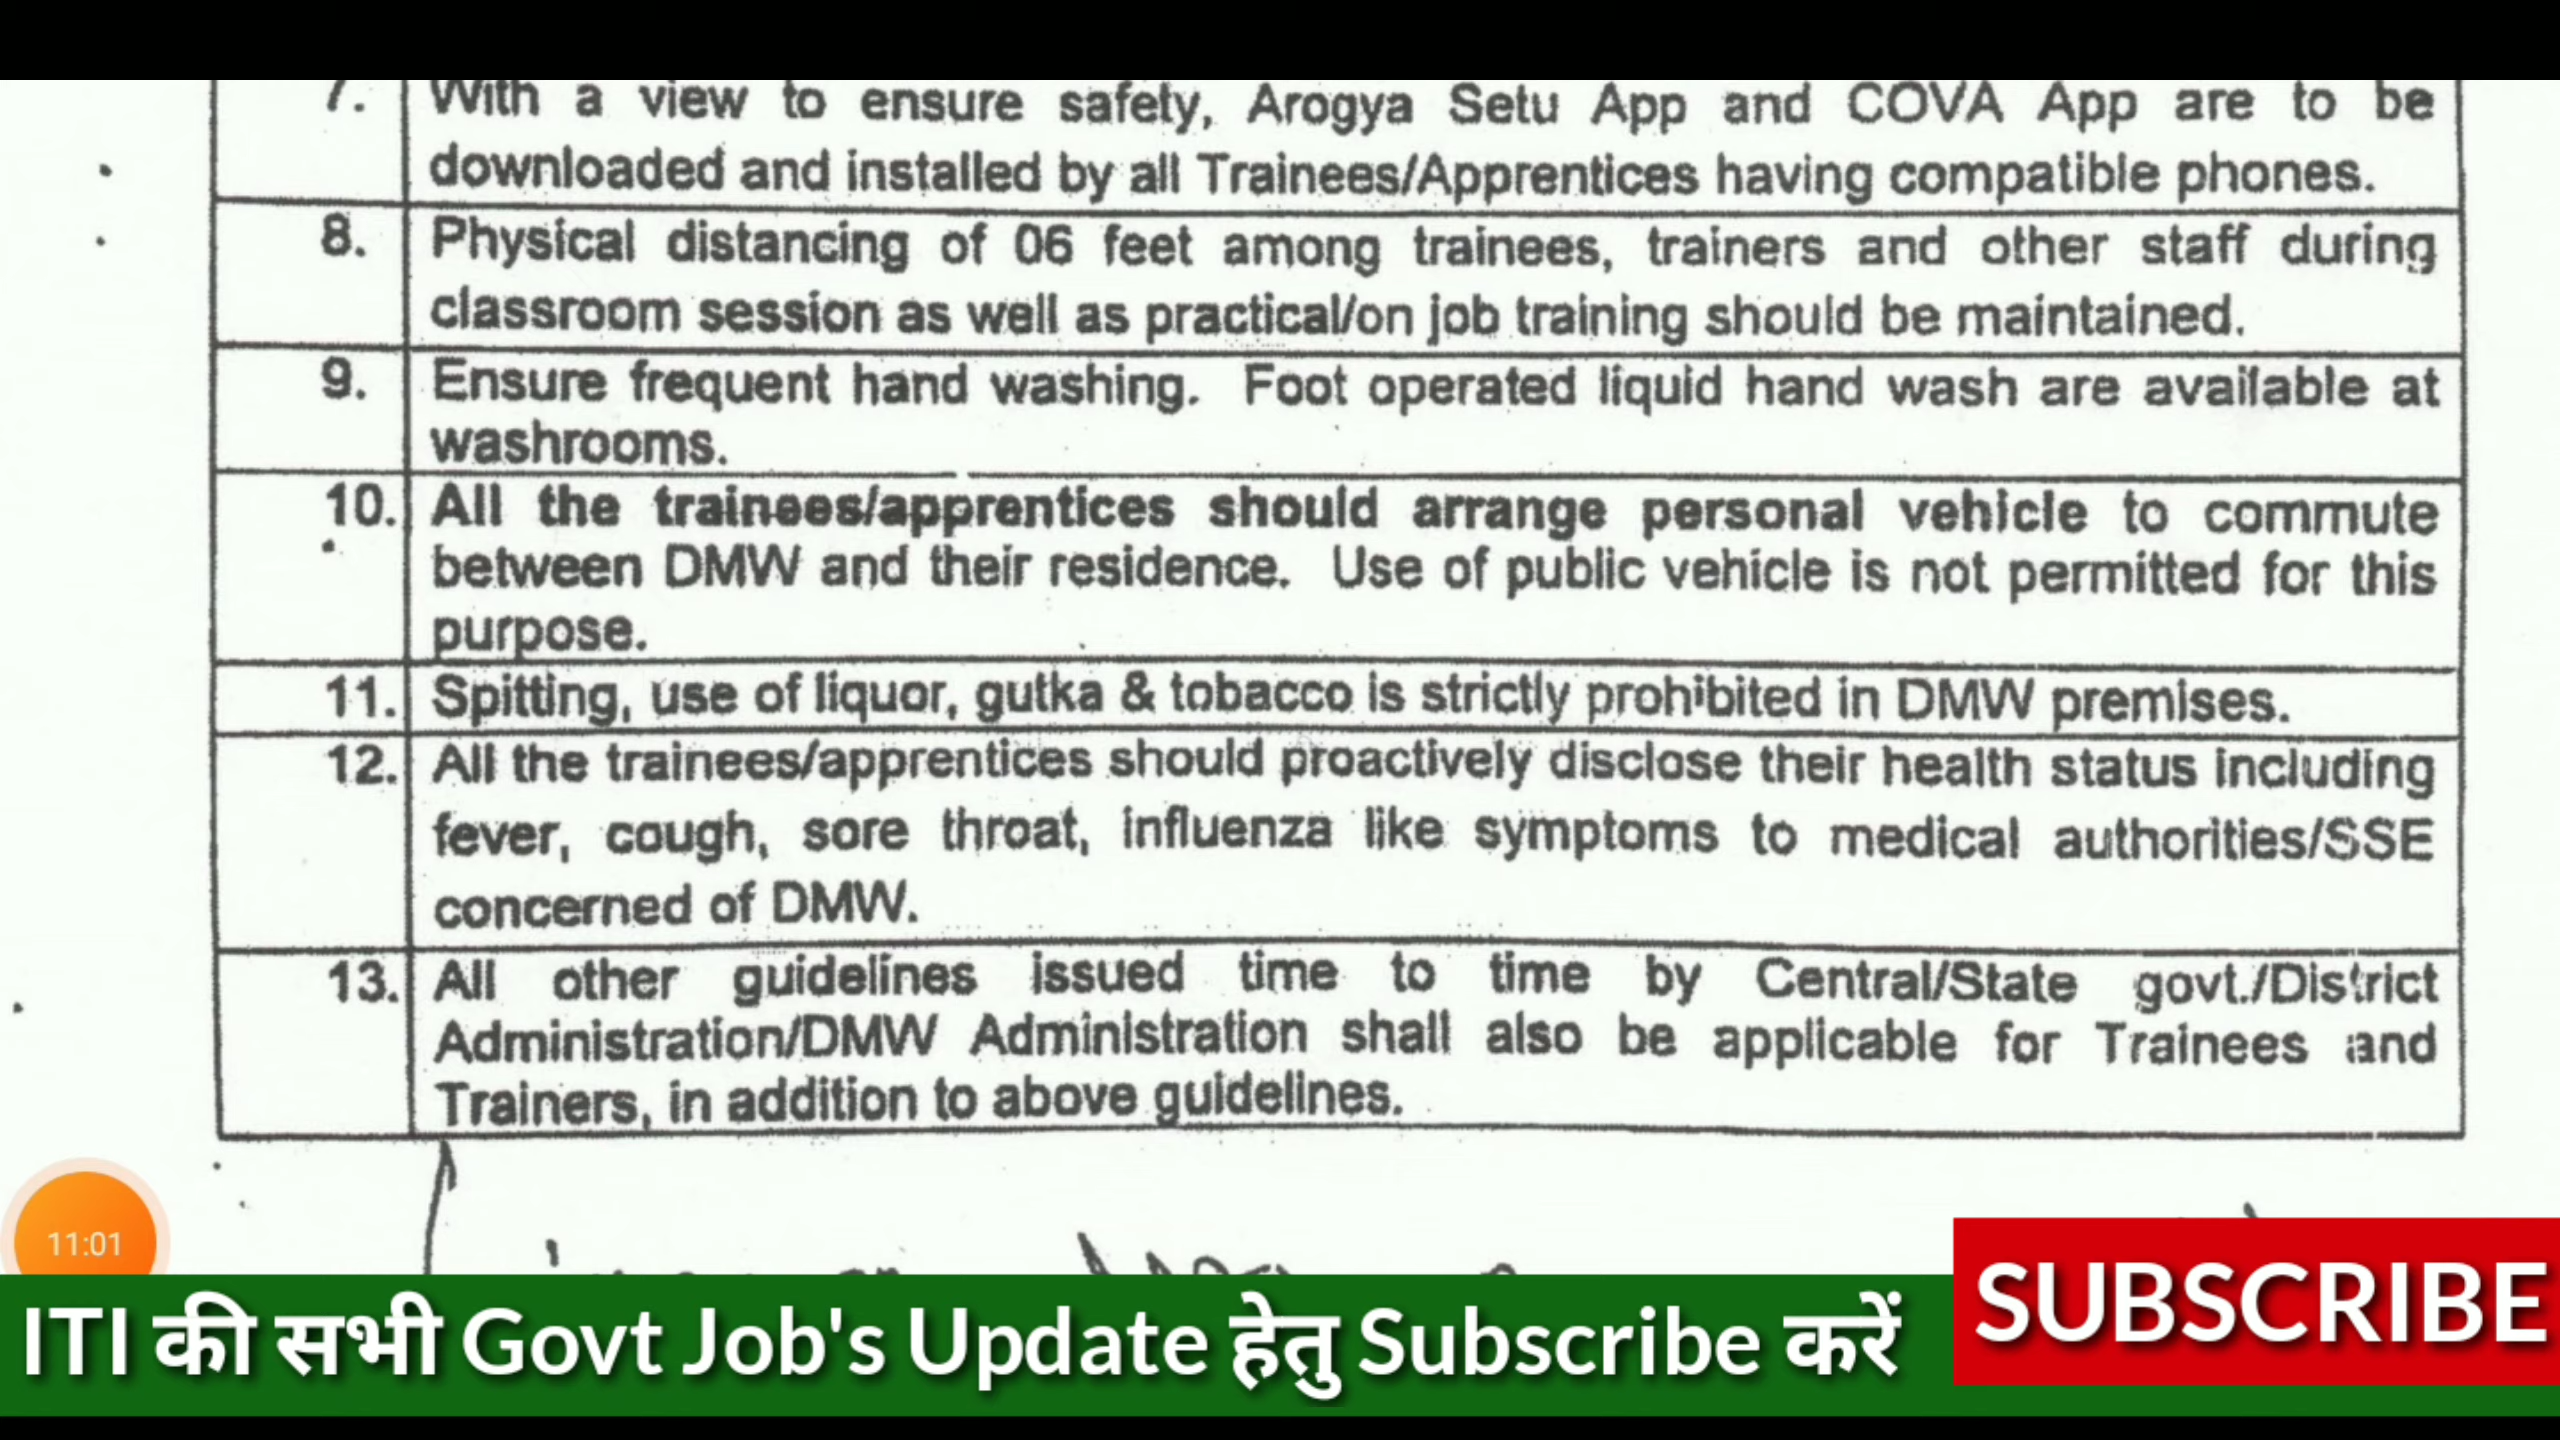 7. With a view to ensure safety, Arogya Setu App and COVA App are to be
downloaded and installed by all Trainees/Apprentices having compatible phones.
8. Physical distancing of 06 feet among trainees, trainers and other staff during
classroom session as well as practical/on job training should be maintained.
9. Ensure frequent hand washing. Foot operated liquid hand wash are available at
washrooms.
10. All the trainees/apprentices should arrange personal vehicle to commute
between DMW and their residence. Use of public vehicle is not permitted for this
purpose.
11. Spitting, use of liquor, gutka & tobacco is strictly prohibited in DMW premises.
12. All the trainees/apprentices should proactively disclose their health status including
fever, cough, sore throat, influenza like symptoms to medical authorities/SSE
concerned of DMW.
13. All other guidelines issued time to time by Central/State govt./District
Administration/DMW Administration shall also be applicable for Trainees and
Trainers, in addition to above guidelines.
11:01
ITI की सभी Govt Job's Update हेतु Subscribe करें
SUBSCRIBE